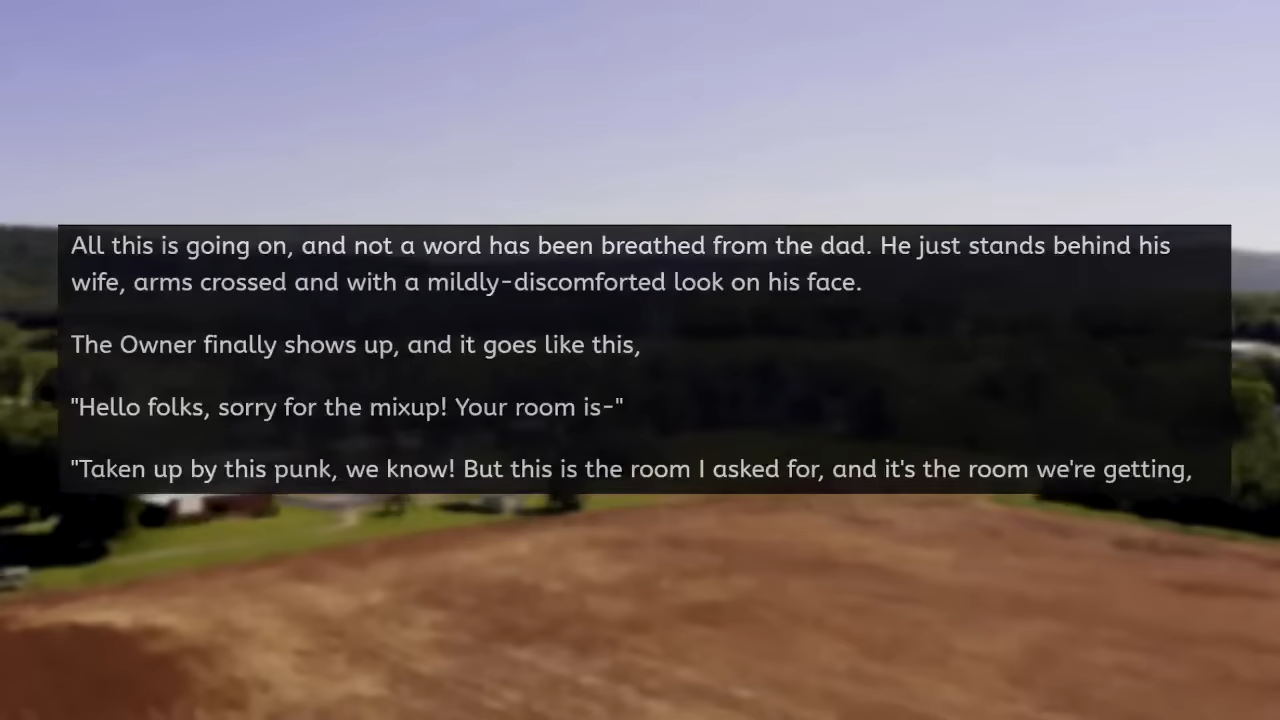 All this is going on, and not a word has been breathed from the dad. He just stands behind his
wife, arms crossed and with a mildly-discomforted look on his face.
The Owner finally shows up, and it goes like this,
"Hello folks, sorry for the mixup! Your room is-"
"Taken up by this punk, we know! But this is the room I asked for, and it's the room we're getting,